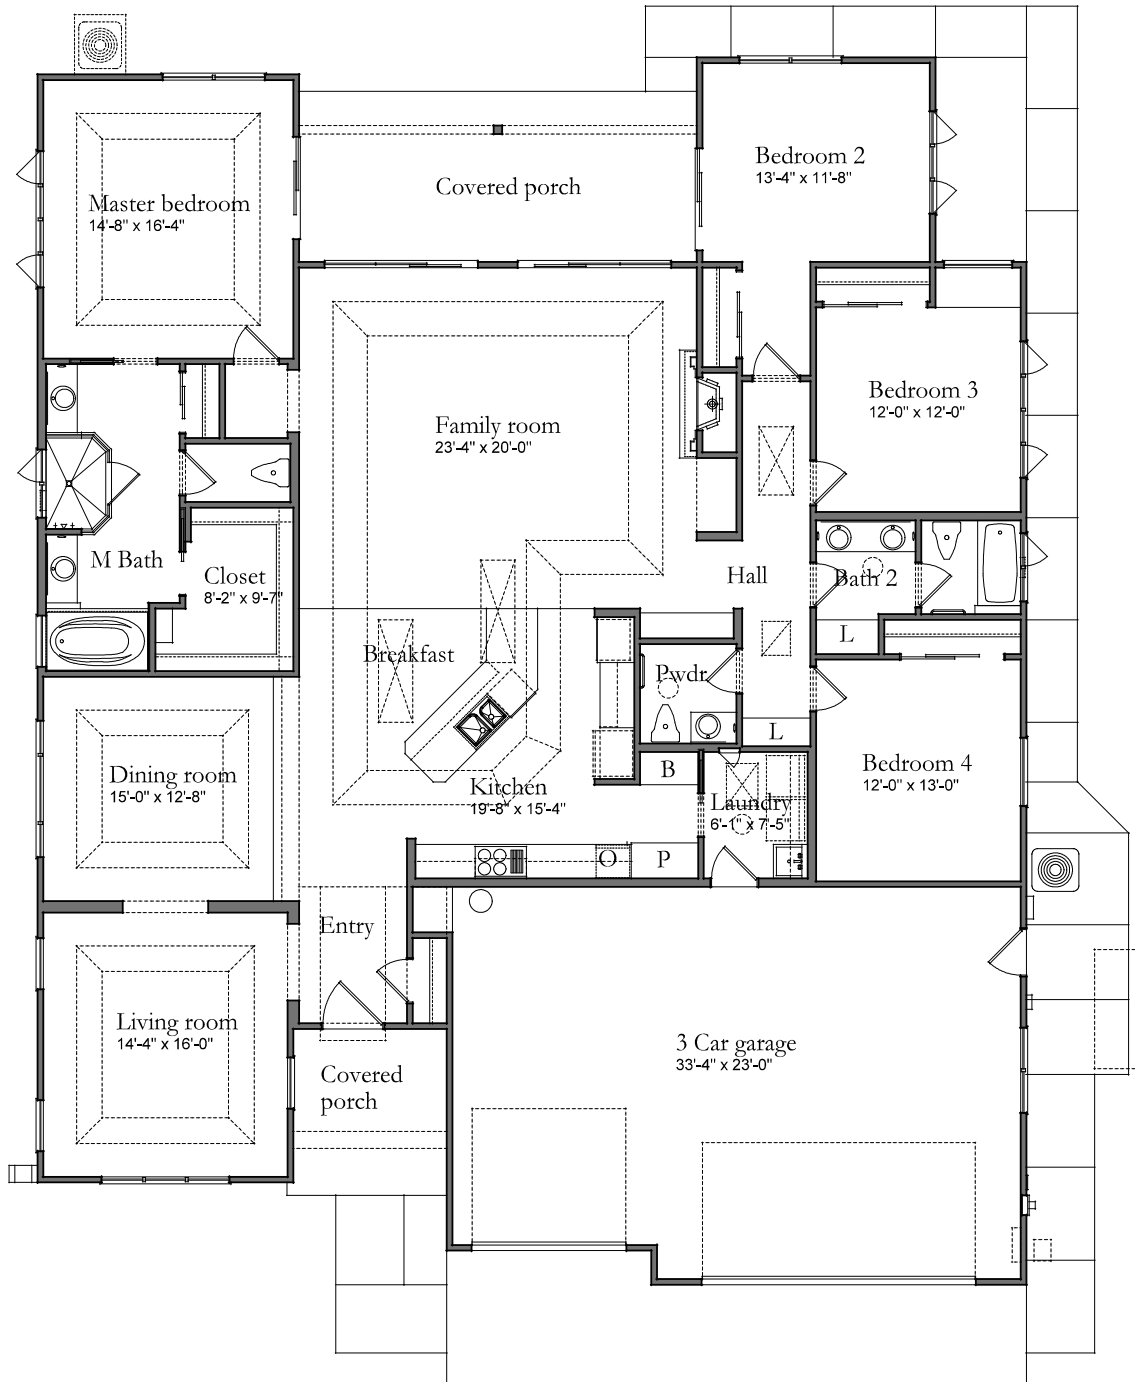 Bedroom 2
13'-4" x 11'-8"
Covered porch
Master bedroom
14'-8" x 16'-4"
Bedroom 3
12'-0" x 12'-0"
Family room
23'-4" x 20'-0"
M Bath
Closet
8'-2" x 9'-7"
Hall
Bath 2
L
Breakfast
Pwdr
L
Bedroom 4
12'-0" x 13'-0"
Dining room
15'-0" x 12'-8"
B
Kitchen
19'-8" x 15'-4"
Laundry
6'-1" x 7'-5"
O
P
Entry
Living room
14'-4" x 16'-0"
3 Car garage
33'-4" x 23'-0"
Covered
porch